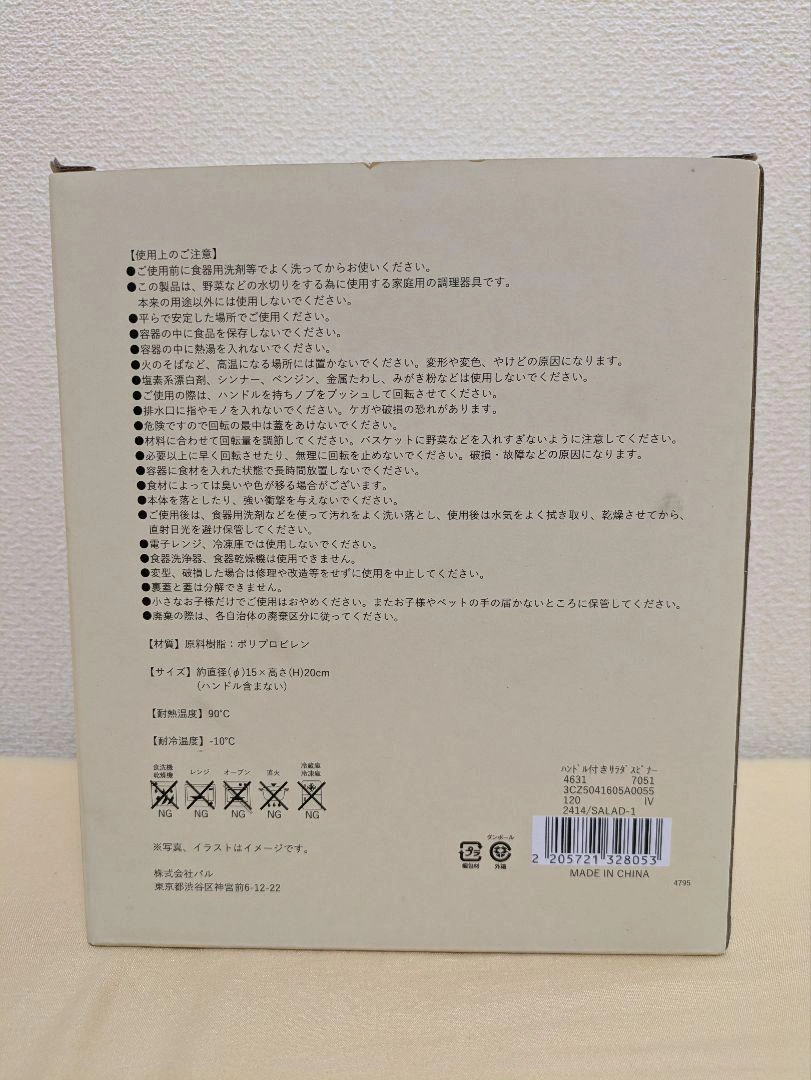 【使用上のご注意】
●ご使用前に食器用洗剤等でよく洗ってからお使いください。
●この製品は、野菜などの水切りをする為に使用する家庭用の調理器具です。
本来の用途以外には使用しないでください。
●平らで安定した場所でご使用ください。
●容器の中に食品を保存しないでください。
●容器の中に熱湯を入れないでください。
●火のそばなど、高温になる場所には置かないでください。変形や変色、やけどの原因になります。
●塩素系漂白剤、シンナー、ベンジン、金属たわし、みがき粉などは使用しないでください。
●ご使用の際は、ハンドルを持ちノブをプッシュして回転させてください。
●排水口に指やモノを入れないでください。ケガや破損の恐れがあります。
●危険ですので回転の最中は蓋をあけないでください。
●材料に合わせて回転量を調節してください。バスケットに野菜などを入れすぎないように注意してください。
●必要以上に早く回転させたり、無理に回転を止めないでください。破損・故障などの原因になります。
●容器に食材を入れた状態で長時間放置しないでください。
●食材によっては臭いや色が移る場合がございます。
●本体を落としたり、強い衝撃を与えないでください。
●ご使用後は、食器用洗剤などを使って汚れをよく洗い落とし、使用後は水気をよく拭き取り、乾燥させてから、
直射日光を避け保管してください。
●電子レンジ、冷凍庫では使用しないでください。
●食器洗浄器、食器乾燥機は使用できません。
●変型、破損した場合は修理や改造等をせずに使用を中止してください。
●裏蓋と蓋は分解できません。
●小さなお子様だけでご使用はおやめください。またお子様やペットの手の届かないところに保管してください。
●廃棄の際は、各自治体の廃棄区分に従ってください。
【材質】原料樹脂：ポリプロピレン
【サイズ】約直径(φ)15×高さ(H)20cm
(ハンドル含まない)
【耐熱温度】90℃
【耐冷温度】-10℃
食洗機 乾燥機 レンジ オーブン 直火 冷蔵庫 冷凍庫
NG NG NG NG NG
※写真、イラストはイメージです。
株式会社パル
東京都渋谷区神宮前6-12-22
プラ 梱包材
ダンボール 外箱
ﾊﾝﾄﾞﾙ付きｻﾗﾀﾞｽﾋﾟﾅｰ
4631 7051
3CZ5041605A0055
120 IV
2414/SALAD-1
2 205721 328053
MADE IN CHINA
4795